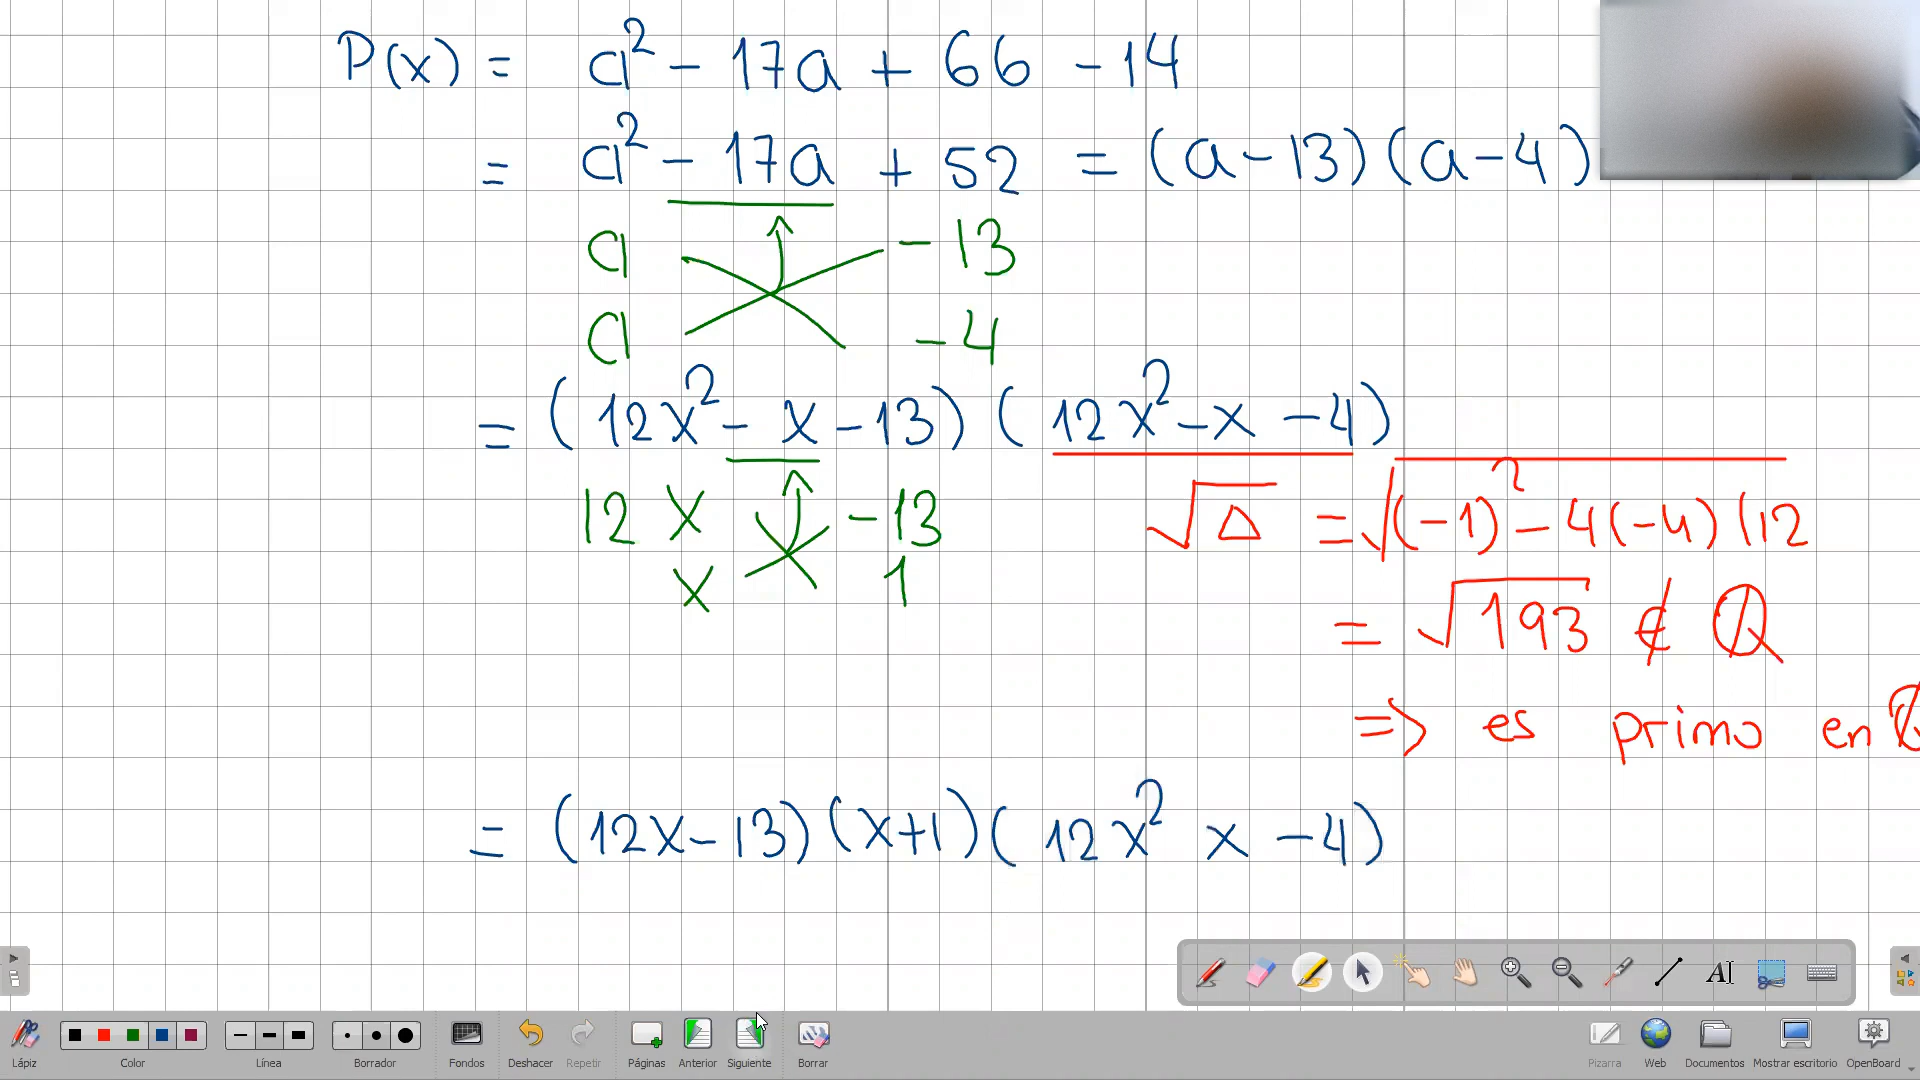 P(x) = a² - 17a + 66 - 14
= a² - 17a + 52 = (a-13)(a-4)
a -13
a -4
= (12x² - x - 13)(12x² - x - 4)
12x -13
x 1
√Δ = √(-1)² - 4(-4)(12
= √193 ∉ Q
=> es primo en Q
= (12x-13)(x+1)(12x² x - 4)
Lápiz Color Línea Borrador Fondos Deshacer Repetir Páginas Anterior Siguiente Borrar Pizarra Web Documentos Mostrar escritorio OpenBoard